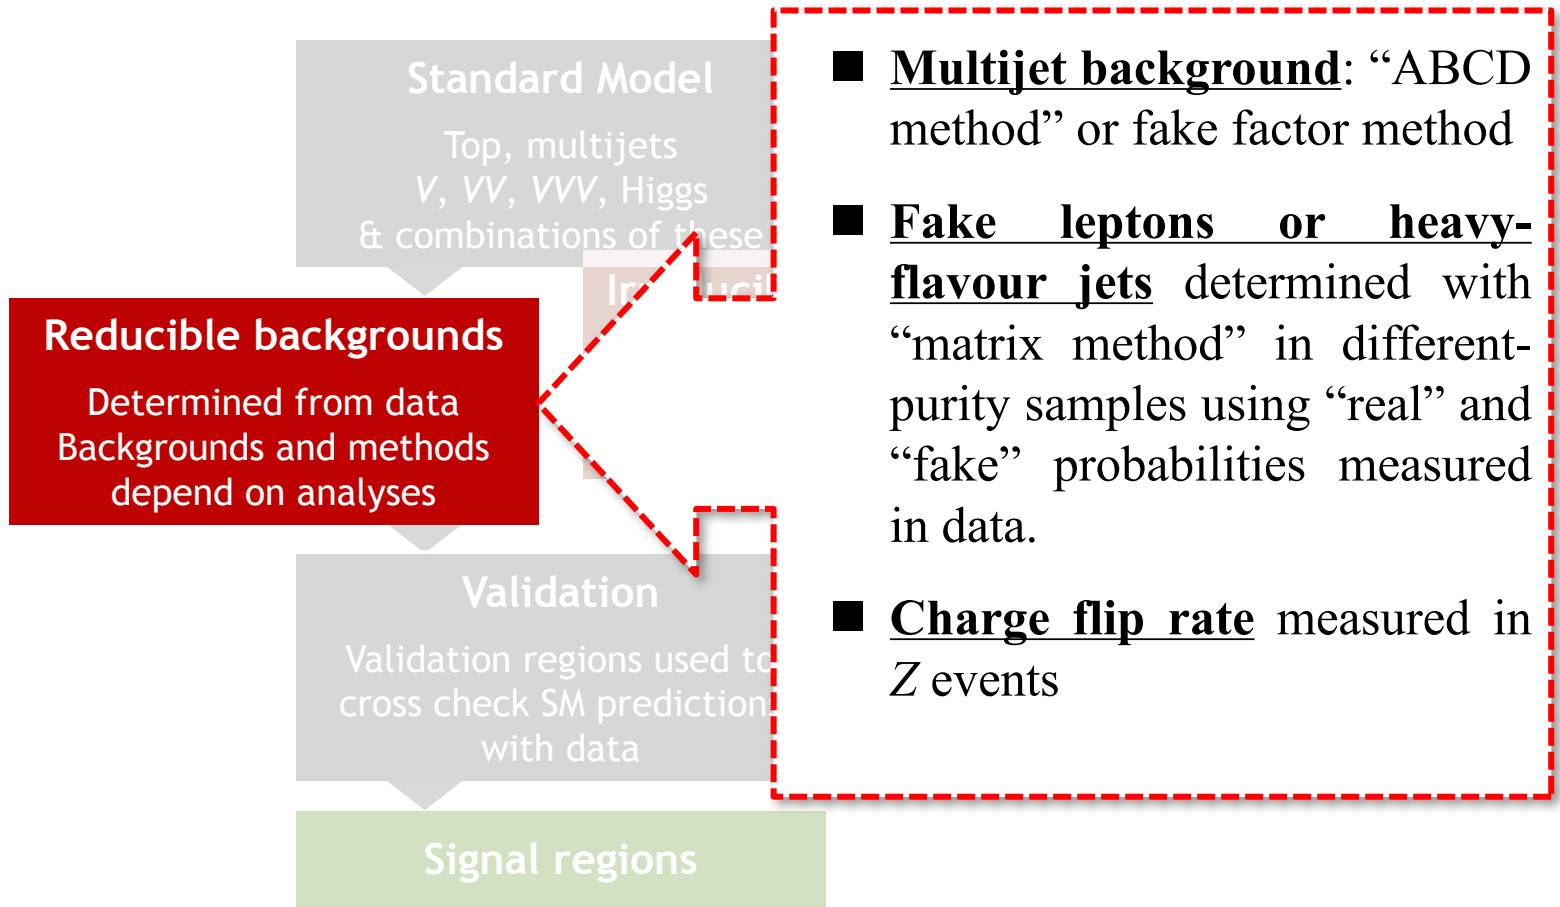 Standard Model
Top, multijets
V, VV, VVV, Higgs
& combinations of these
Reducible backgrounds
Determined from data
Backgrounds and methods
depend on analyses
Validation
Validation regions used to
cross check SM predictions
with data
Signal regions
■ Multijet background: “ABCD
method” or fake factor method
■ Fake leptons or heavy-
flavour jets determined with
“matrix method” in different-
purity samples using “real” and
“fake” probabilities measured
in data.
■ Charge flip rate measured in
Z events